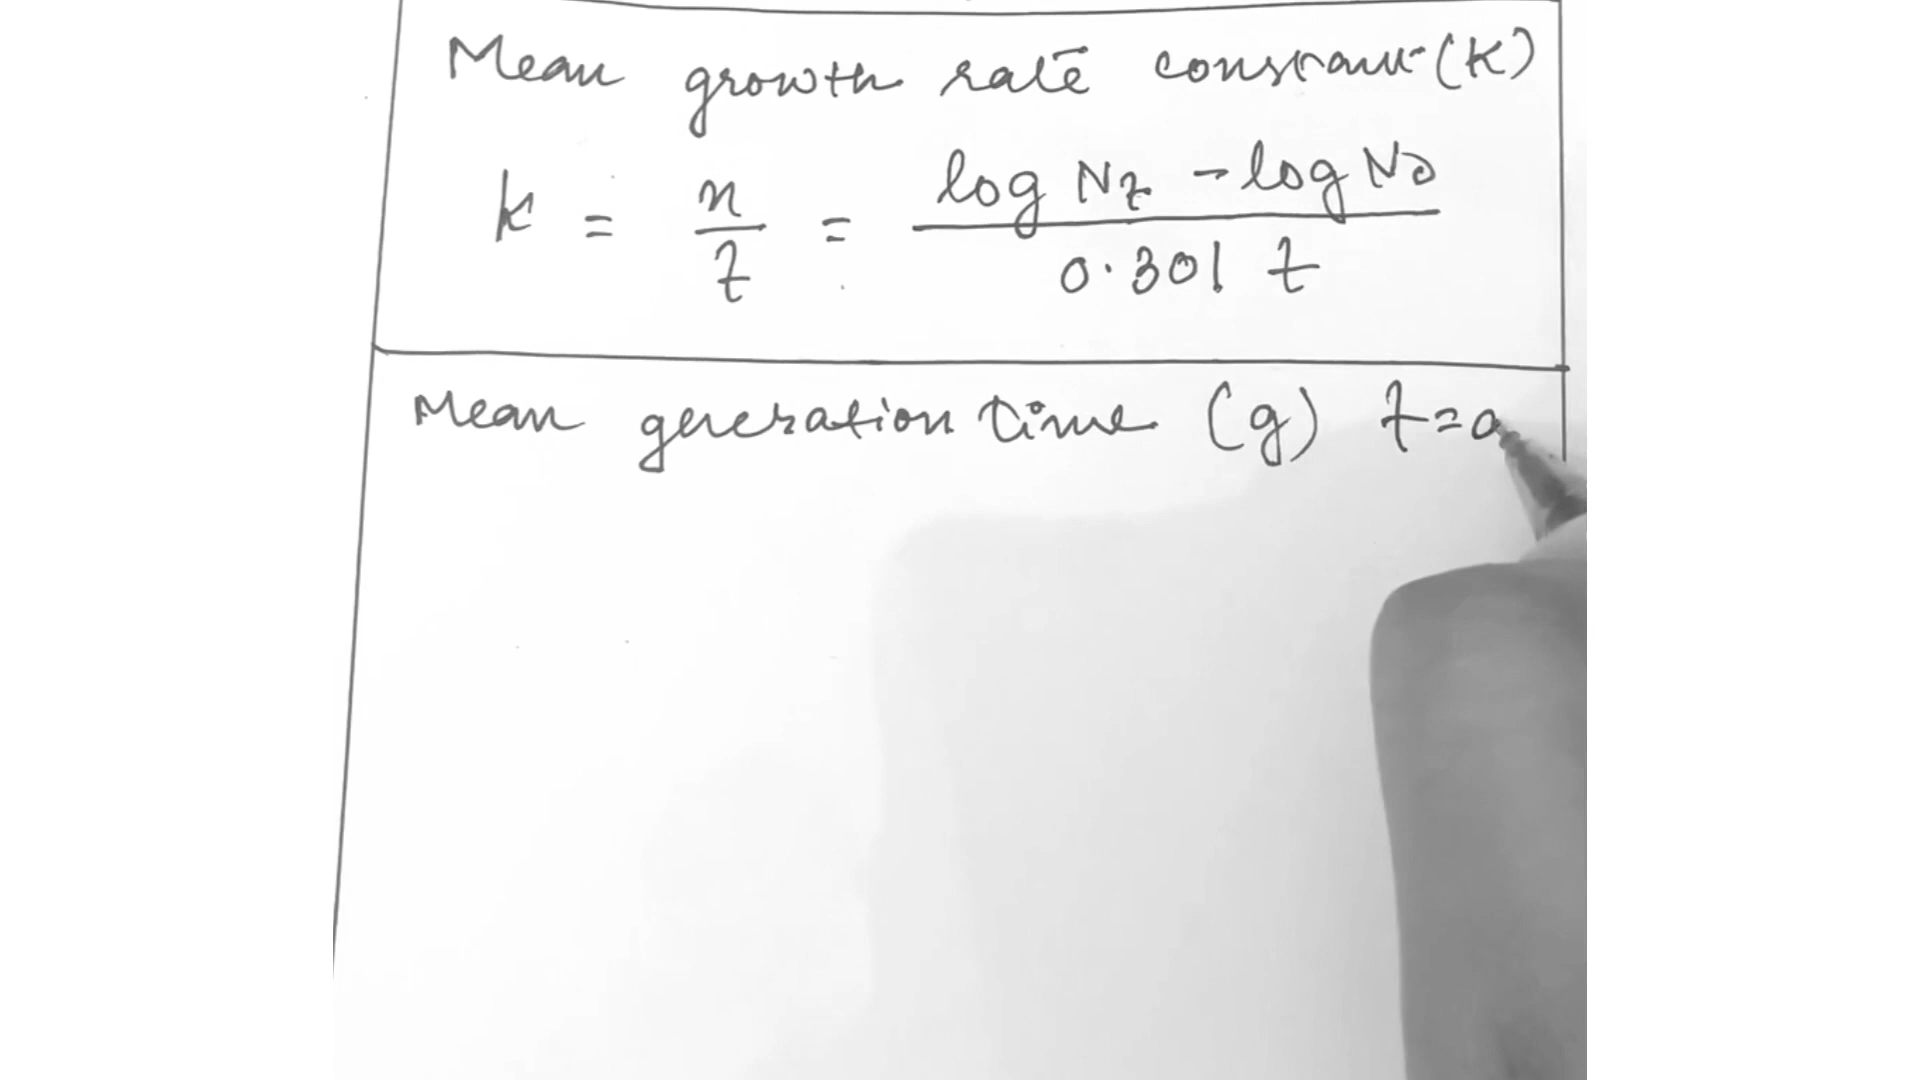 Mean growth rate constant (K)
k = n/t = log Nt - log N0 / 0.301 t
Mean generation time (g) t=a